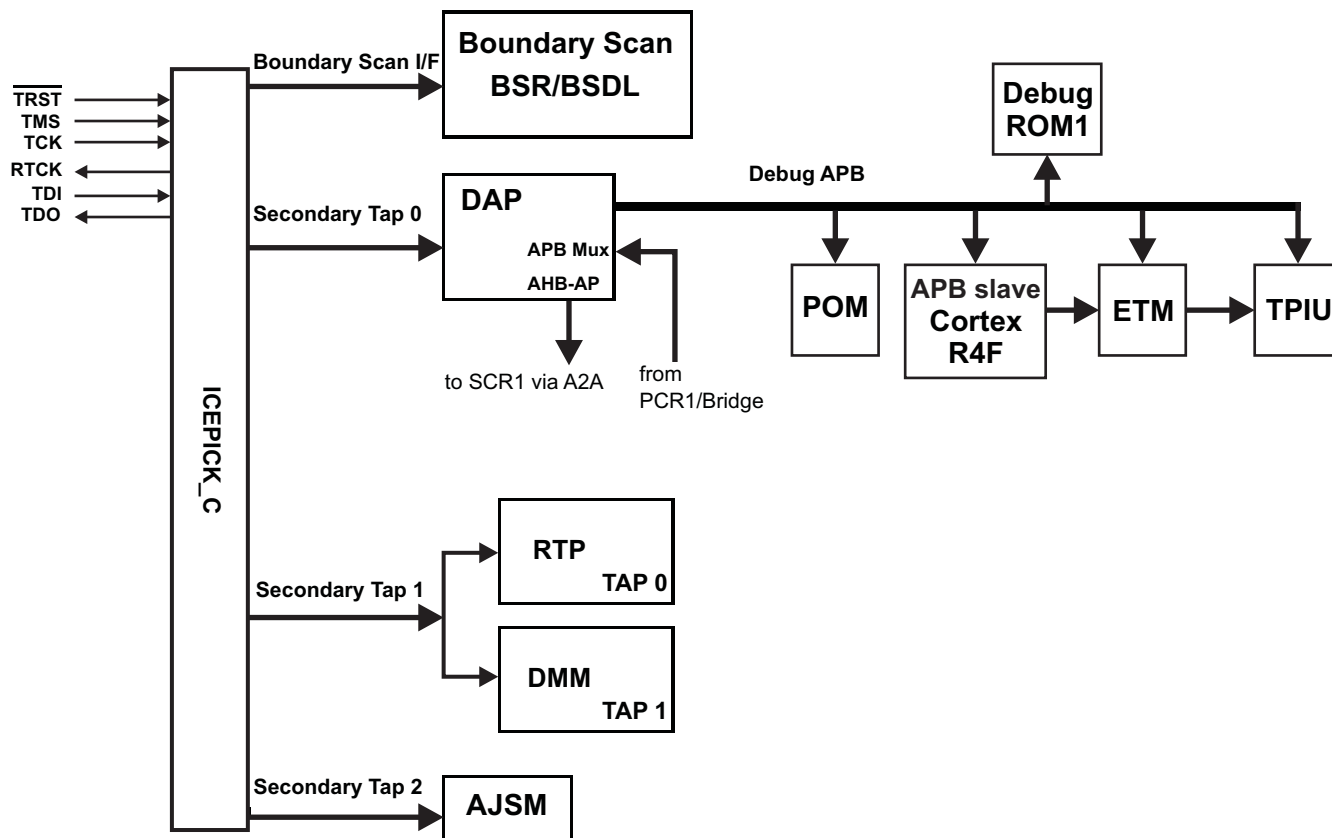 Boundary Scan I/F
Boundary Scan
BSR/BSDL
TRST
TMS
TCK
RTCK
TDI
TDO
Debug
ROM1
Debug APB
Secondary Tap 0
DAP
APB Mux
AHB-AP
POM
APB slave
Cortex
R4F
ETM
TPIU
to SCR1 via A2A
from
PCR1/Bridge
ICEPICK_C
RTP
TAP 0
Secondary Tap 1
DMM
TAP 1
Secondary Tap 2
AJSM